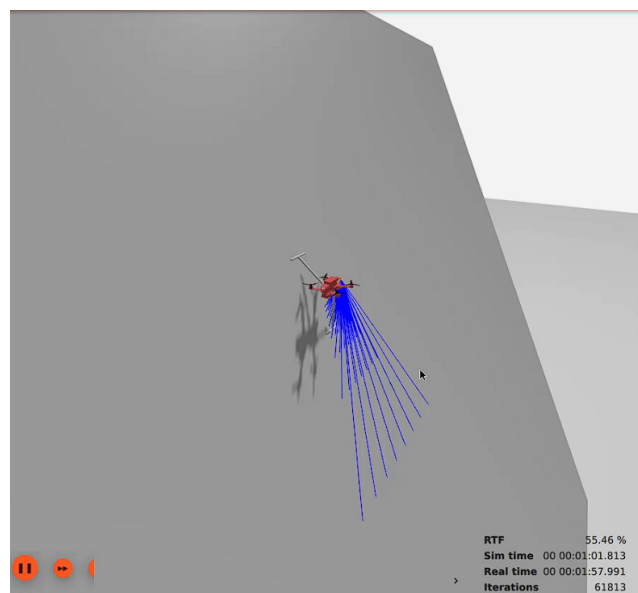 RTF 55.46 %
Sim time 00 00:01:01.813
Real time 00 00:01:57.991
Iterations 61813